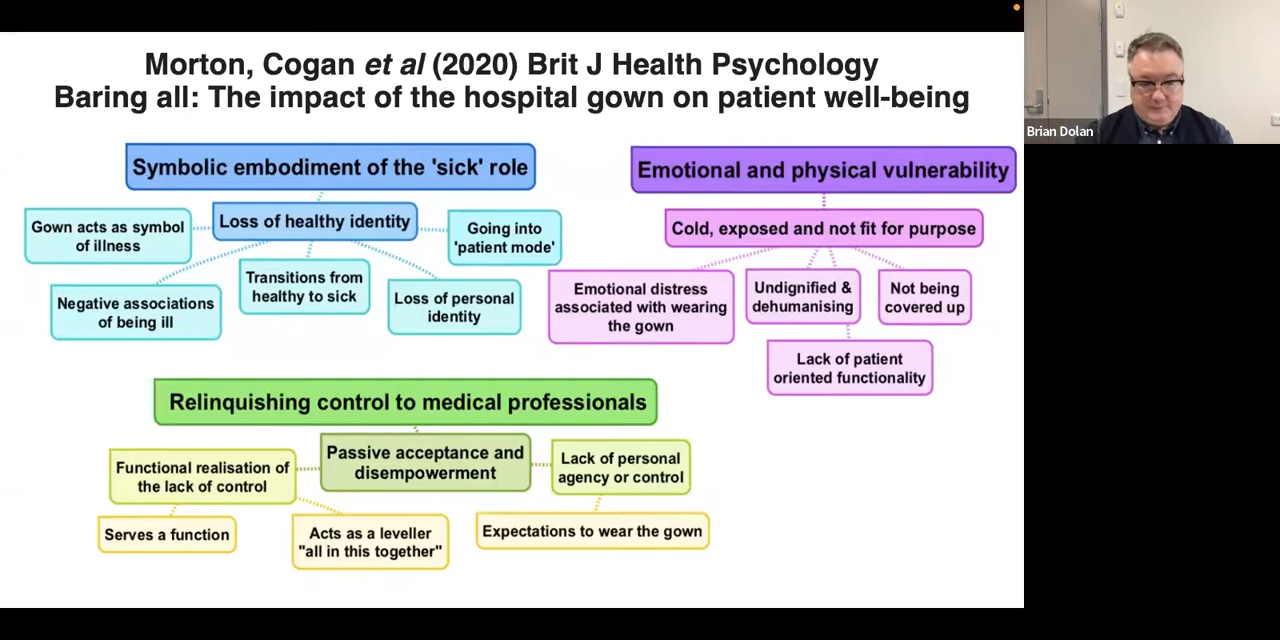 Morton, Cogan et al (2020) Brit J Health Psychology
Baring all: The impact of the hospital gown on patient well-being
Brian Dolan
Symbolic embodiment of the 'sick' role
Loss of healthy identity
Gown acts as symbol
of illness
Going into
'patient mode'
Negative associations
of being ill
Transitions from
healthy to sick
Loss of personal
identity
Emotional and physical vulnerability
Cold, exposed and not fit for purpose
Emotional distress
associated with wearing
the gown
Undignified &
dehumanising
Not being
covered up
Lack of patient
oriented functionality
Relinquishing control to medical professionals
Passive acceptance and
disempowerment
Functional realisation of
the lack of control
Lack of personal
agency or control
Serves a function
Acts as a leveller
"all in this together"
Expectations to wear the gown